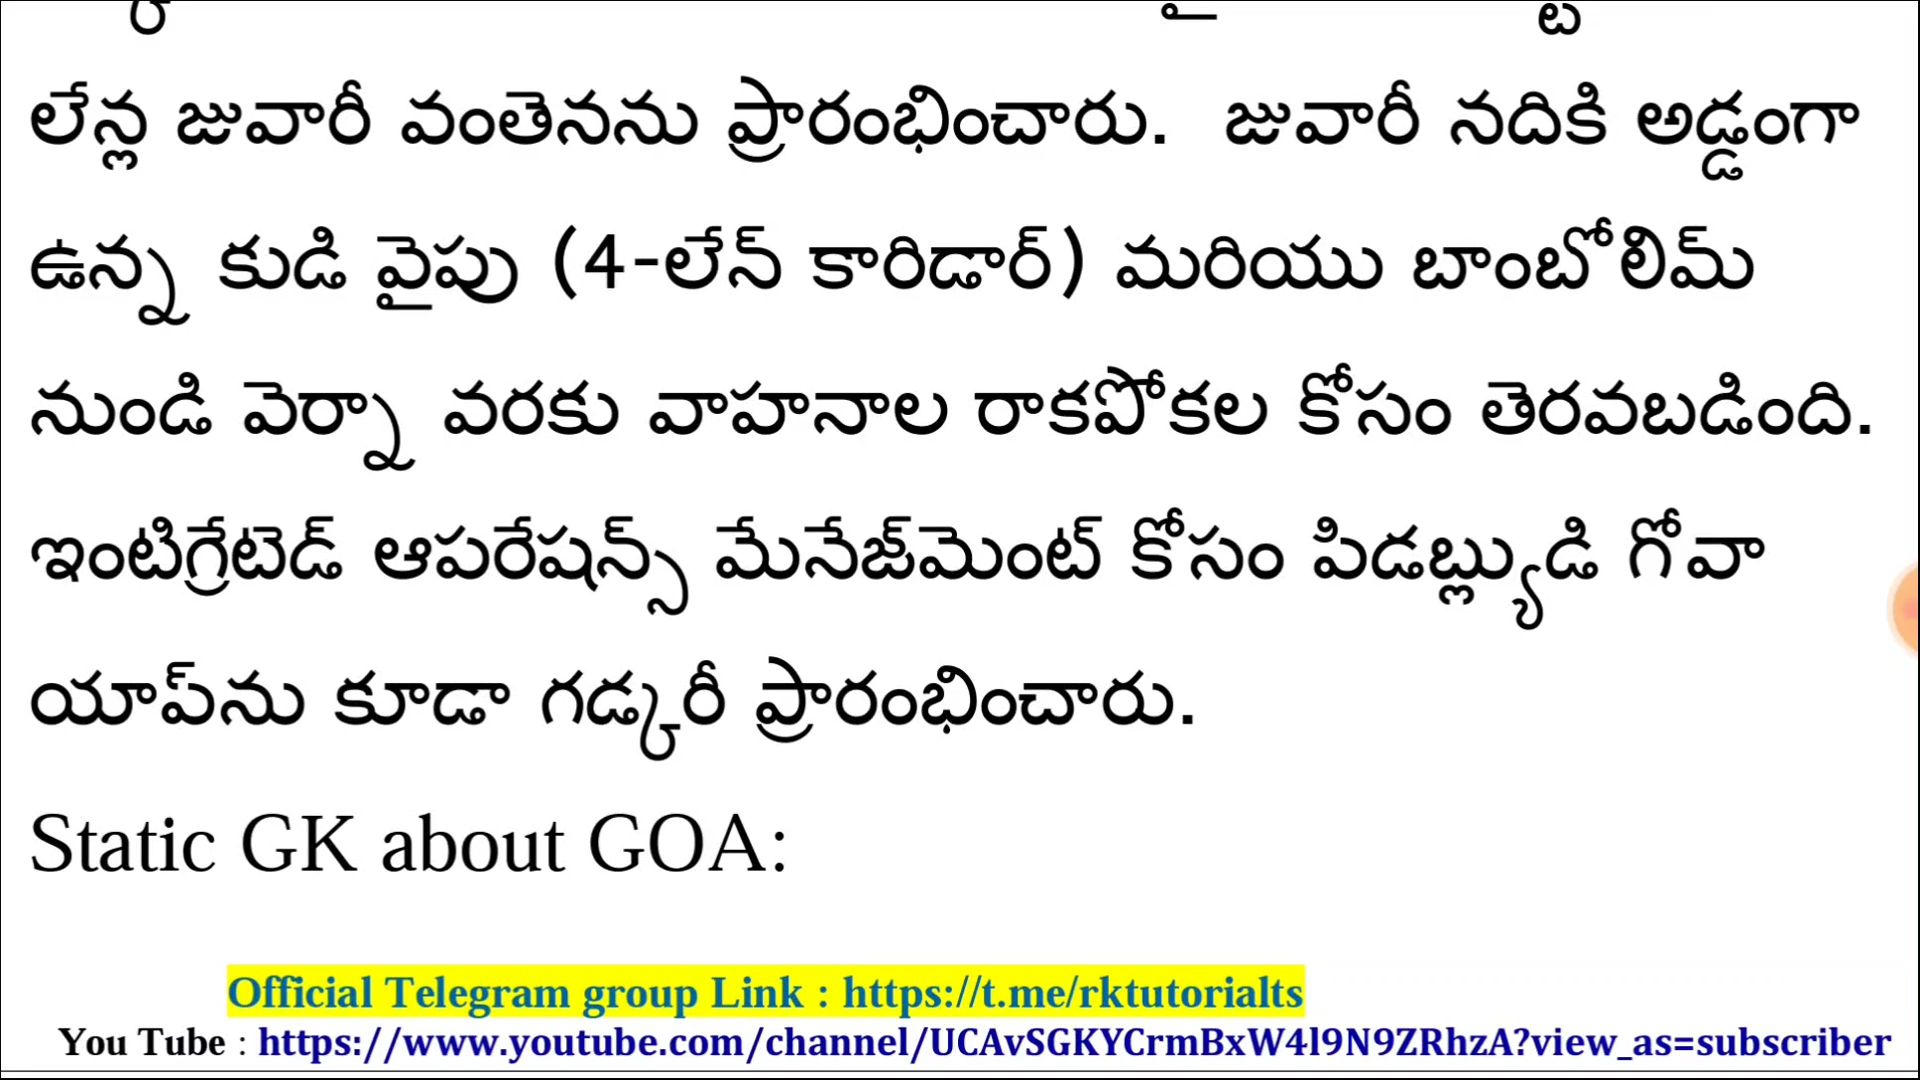 లేన్ల జువారీ వంతెనను ప్రారంభించారు. జువారీ నదికి అడ్డంగా
ఉన్న కుడి వైపు (4-లేన్ కారిడార్) మరియు బాంబోలిమ్
నుండి వెర్నా వరకు వాహనాల రాకపోకల కోసం తెరవబడింది.
ఇంటిగ్రేటెడ్ ఆపరేషన్స్ మేనేజ్‌మెంట్ కోసం పిడబ్ల్యుడి గోవా
యాప్‌ను కూడా గడ్కరీ ప్రారంభించారు.
Static GK about GOA:
Official Telegram group Link : https://t.me/rktutorialts
You Tube : https://www.youtube.com/channel/UCAvSGKYCrmBxW4l9N9ZRhzA?view_as=subscriber